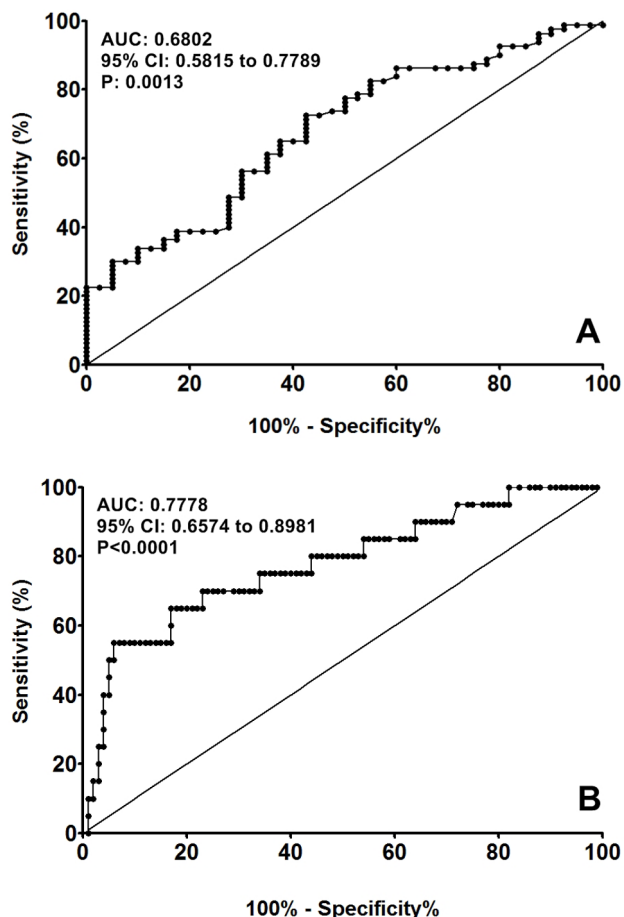 AUC: 0.6802
95% CI: 0.5815 to 0.7789
P: 0.0013
100
80
60
40
20
0
Sensitivity (%)
A
0 20 40 60 80 100
100% - Specificity%
AUC: 0.7778
95% CI: 0.6574 to 0.8981
P<0.0001
100
80
60
40
20
0
Sensitivity (%)
B
0 20 40 60 80 100
100% - Specificity%